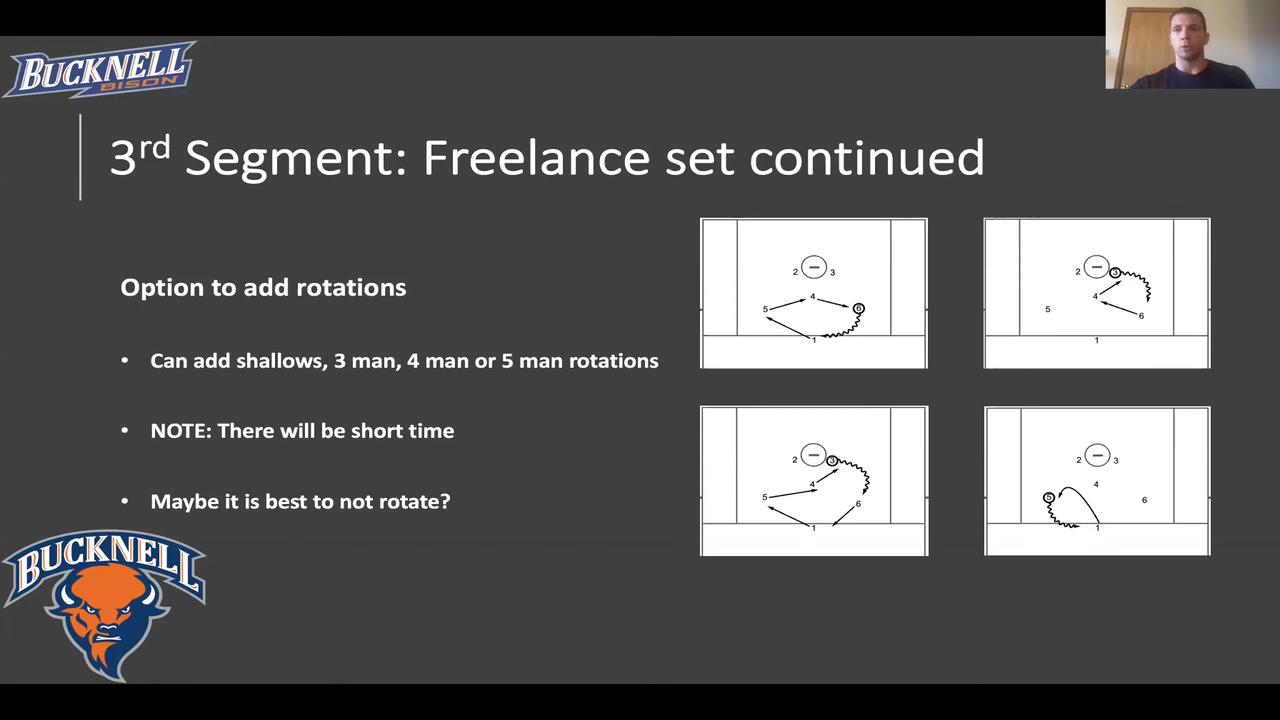 BUCKNELL
BISON
3rd Segment: Freelance set continued
Option to add rotations
• Can add shallows, 3 man, 4 man or 5 man rotations
• NOTE: There will be short time
• Maybe it is best to not rotate?
2 3
4
5 6
1
2 3
4
5 6
1
2 3
4
5 6
1
2 3
4
5 6
1
BUCKNELL